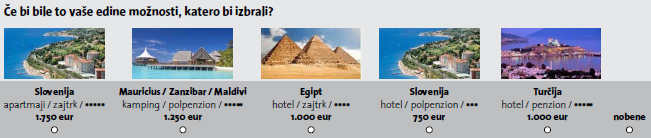 Če bi bile to vaše edine možnosti, katero bi izbrali?
Slovenija
apartmaji / zajtrk / •••••
1.750 eur
Mauricius / Zanzibar / Maldivi
kamping / polpenzion / •••••
1.250 eur
Egipt
hotel / zajtrk / ••••
1.000 eur
Slovenija
hotel / polpenzion / •••
750 eur
Turčija
hotel / penzion / •••••
1.000 eur
nobene